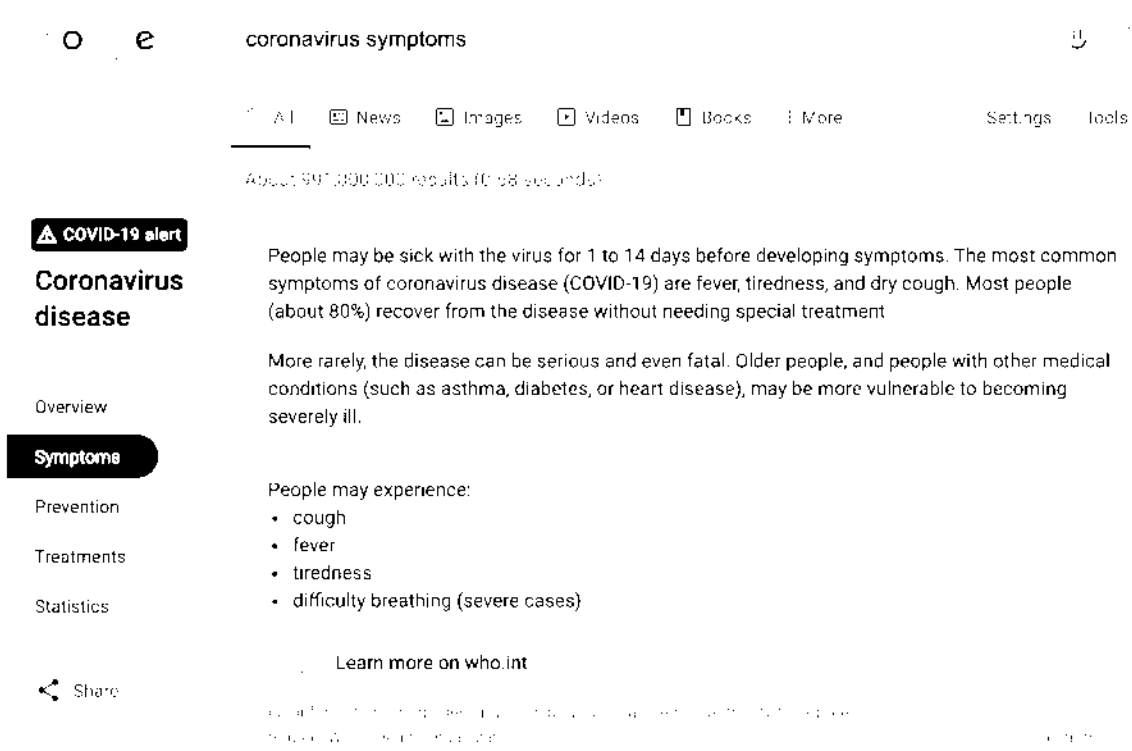 coronavirus symptoms
All News Images Videos Books More Settings Tools
About results
COVID-19 alert
Coronavirus
disease
Overview
Symptoms
Prevention
Treatments
Statistics
Share
People may be sick with the virus for 1 to 14 days before developing symptoms. The most common
symptoms of coronavirus disease (COVID-19) are fever, tiredness, and dry cough. Most people
(about 80%) recover from the disease without needing special treatment
More rarely, the disease can be serious and even fatal. Older people, and people with other medical
conditions (such as asthma, diabetes, or heart disease), may be more vulnerable to becoming
severely ill.
People may experience:
• cough
• fever
• tiredness
• difficulty breathing (severe cases)
Learn more on who.int